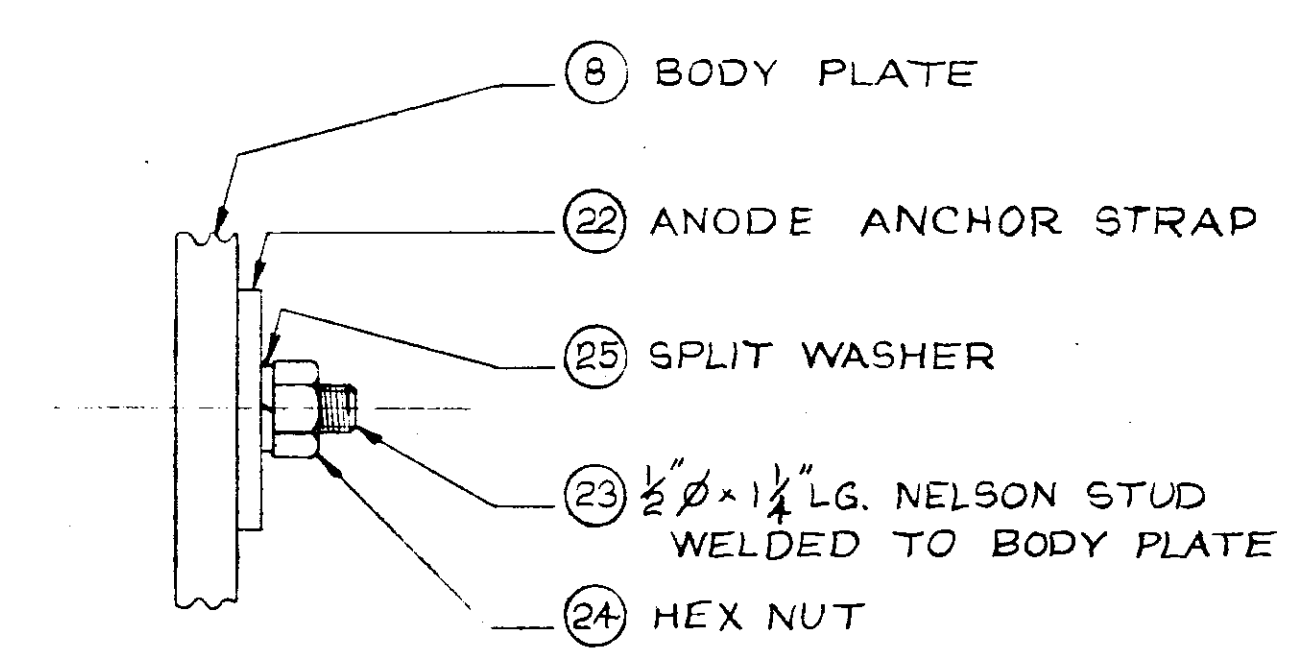 8 BODY PLATE
22 ANODE ANCHOR STRAP
25 SPLIT WASHER
23 1/2"Ø × 1 1/4" LG. NELSON STUD
WELDED TO BODY PLATE
24 HEX NUT